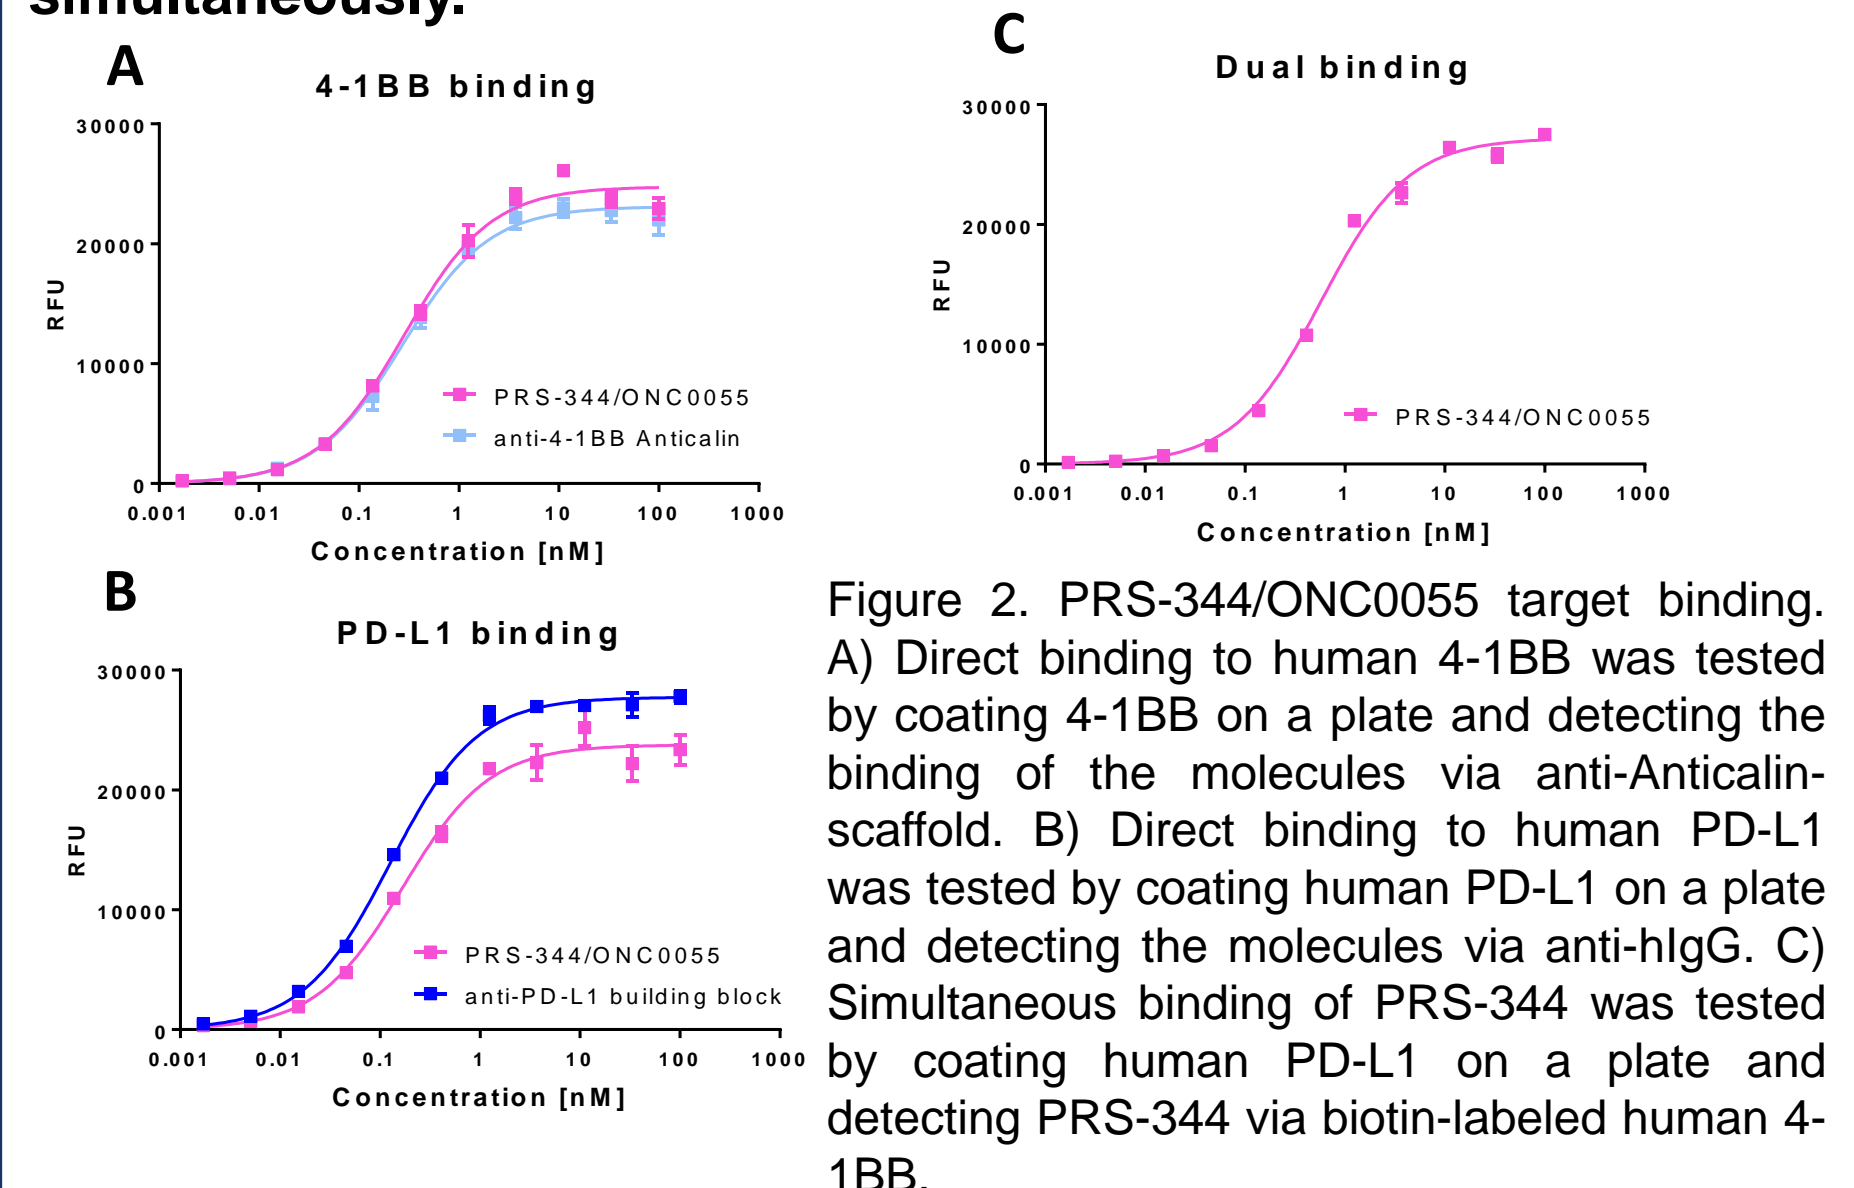 simultaneously.
A
4-1BB binding
30000
20000
10000
0
RFU
PRS-344/ONC0055
anti-4-1BB Anticalin
0.001 0.01 0.1 1 10 100 1000
Concentration [nM]
B
PD-L1 binding
30000
20000
10000
0
RFU
PRS-344/ONC0055
anti-PD-L1 building block
0.001 0.01 0.1 1 10 100 1000
Concentration [nM]
C
Dual binding
30000
20000
10000
0
RFU
PRS-344/ONC0055
0.001 0.01 0.1 1 10 100 1000
Concentration [nM]
Figure 2. PRS-344/ONC0055 target binding.
A) Direct binding to human 4-1BB was tested
by coating 4-1BB on a plate and detecting the
binding of the molecules via anti-Anticalin-
scaffold. B) Direct binding to human PD-L1
was tested by coating human PD-L1 on a plate
and detecting the molecules via anti-hIgG. C)
Simultaneous binding of PRS-344 was tested
by coating human PD-L1 on a plate and
detecting PRS-344 via biotin-labeled human 4-
1BB.